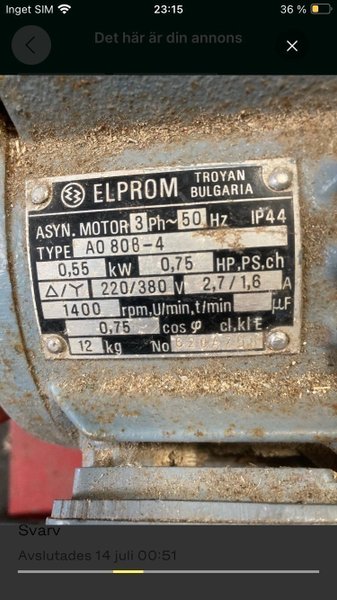 Inget SIM 23:15 36 %
Det här är din annons
ELPROM TROYAN BULGARIA
ASYN. MOTOR 3 Ph~ 50 Hz IP44
TYPE AO 80B-4
0,55 kW 0,75 HP,PS,ch
Δ/Y 220/380 V 2,7/1,6 A
1400 rpm,U/min,t/min μF
0,75 cos φ cl,kl E
12 kg No
Svarv
Avslutades 14 juli 00:51